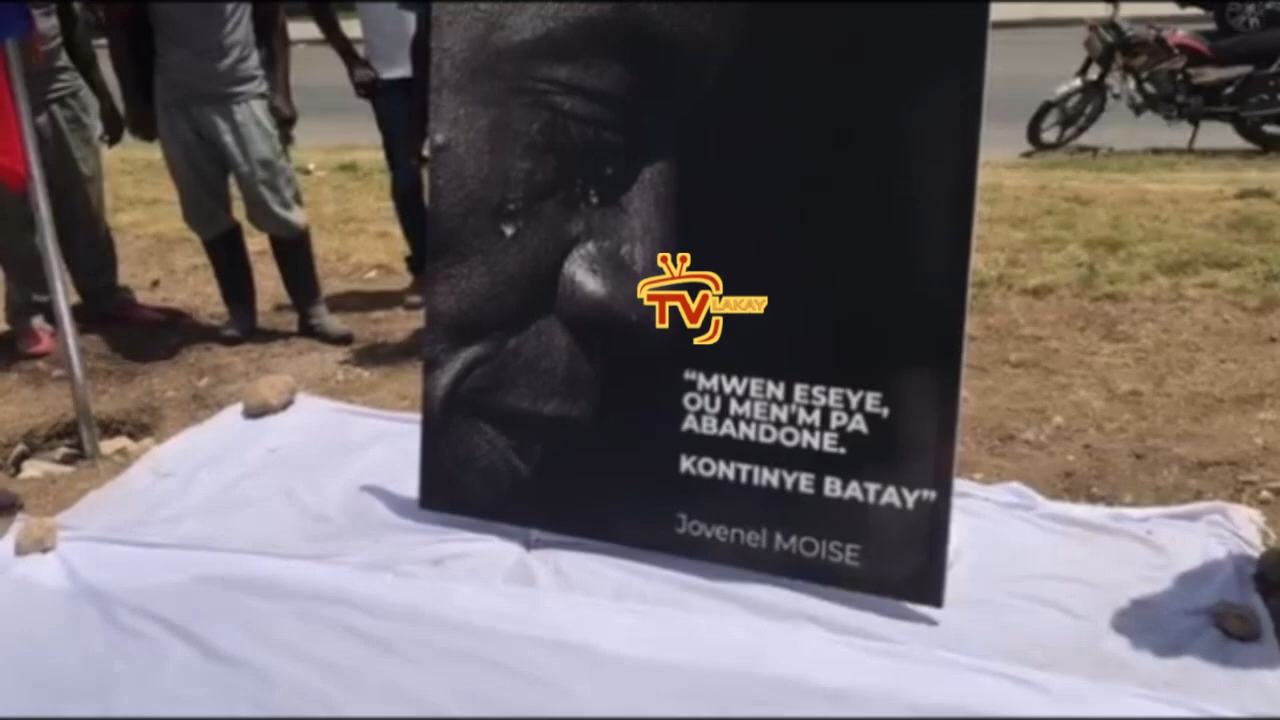 TV LAKAY
“MWEN ESEYE,
OU MEN'M PA
ABANDONE.
KONTINYE BATAY”
Jovenel MOISE